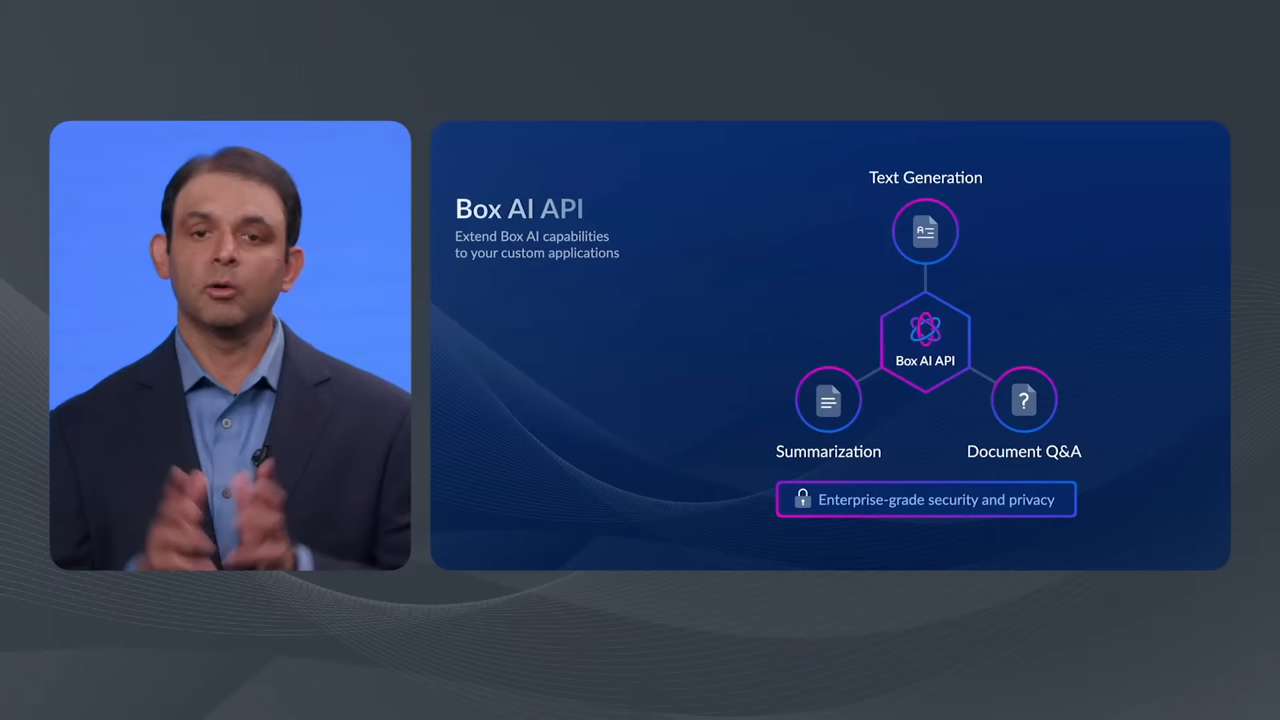 Box AI API
Extend Box AI capabilities
to your custom applications
Text Generation
Box AI API
Summarization
Document Q&A
Enterprise-grade security and privacy